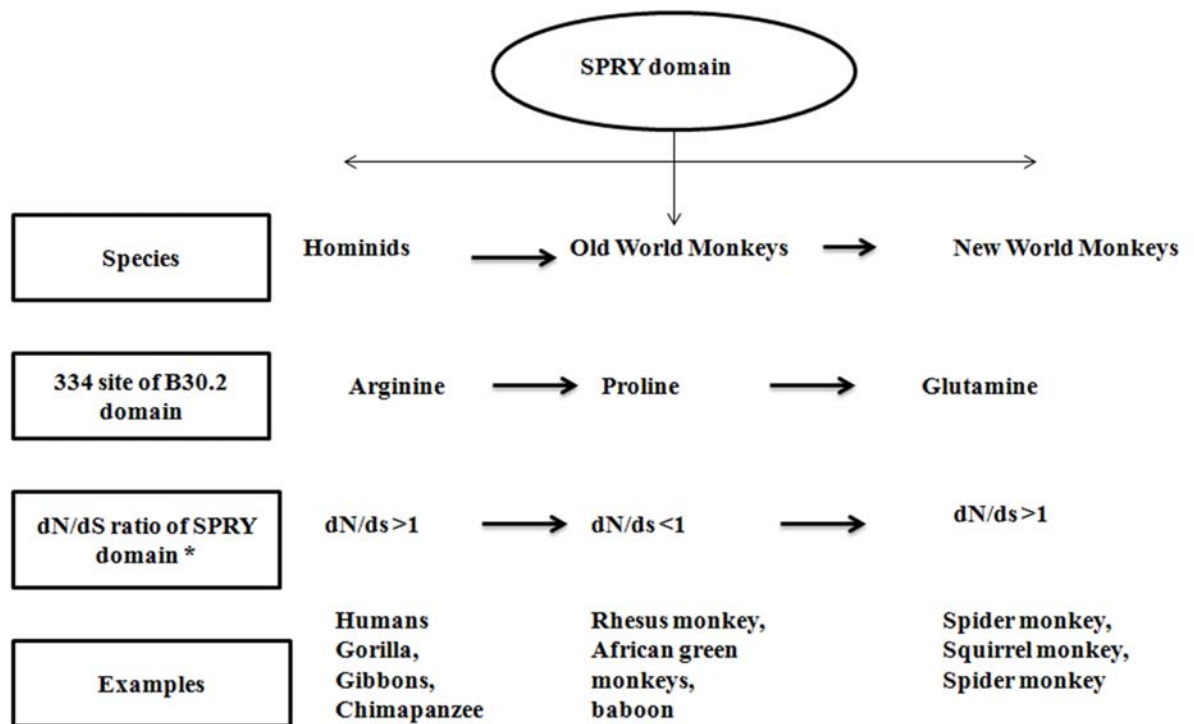 SPRY domain
Species
Hominids
Old World Monkeys
New World Monkeys
334 site of B30.2
domain
Arginine
Proline
Glutamine
dN/dS ratio of SPRY
domain *
dN/ds >1
dN/ds <1
dN/ds >1
Examples
Humans
Gorilla,
Gibbons,
Chimapanzee
Rhesus monkey,
African green
monkeys,
baboon
Spider monkey,
Squirrel monkey,
Spider monkey